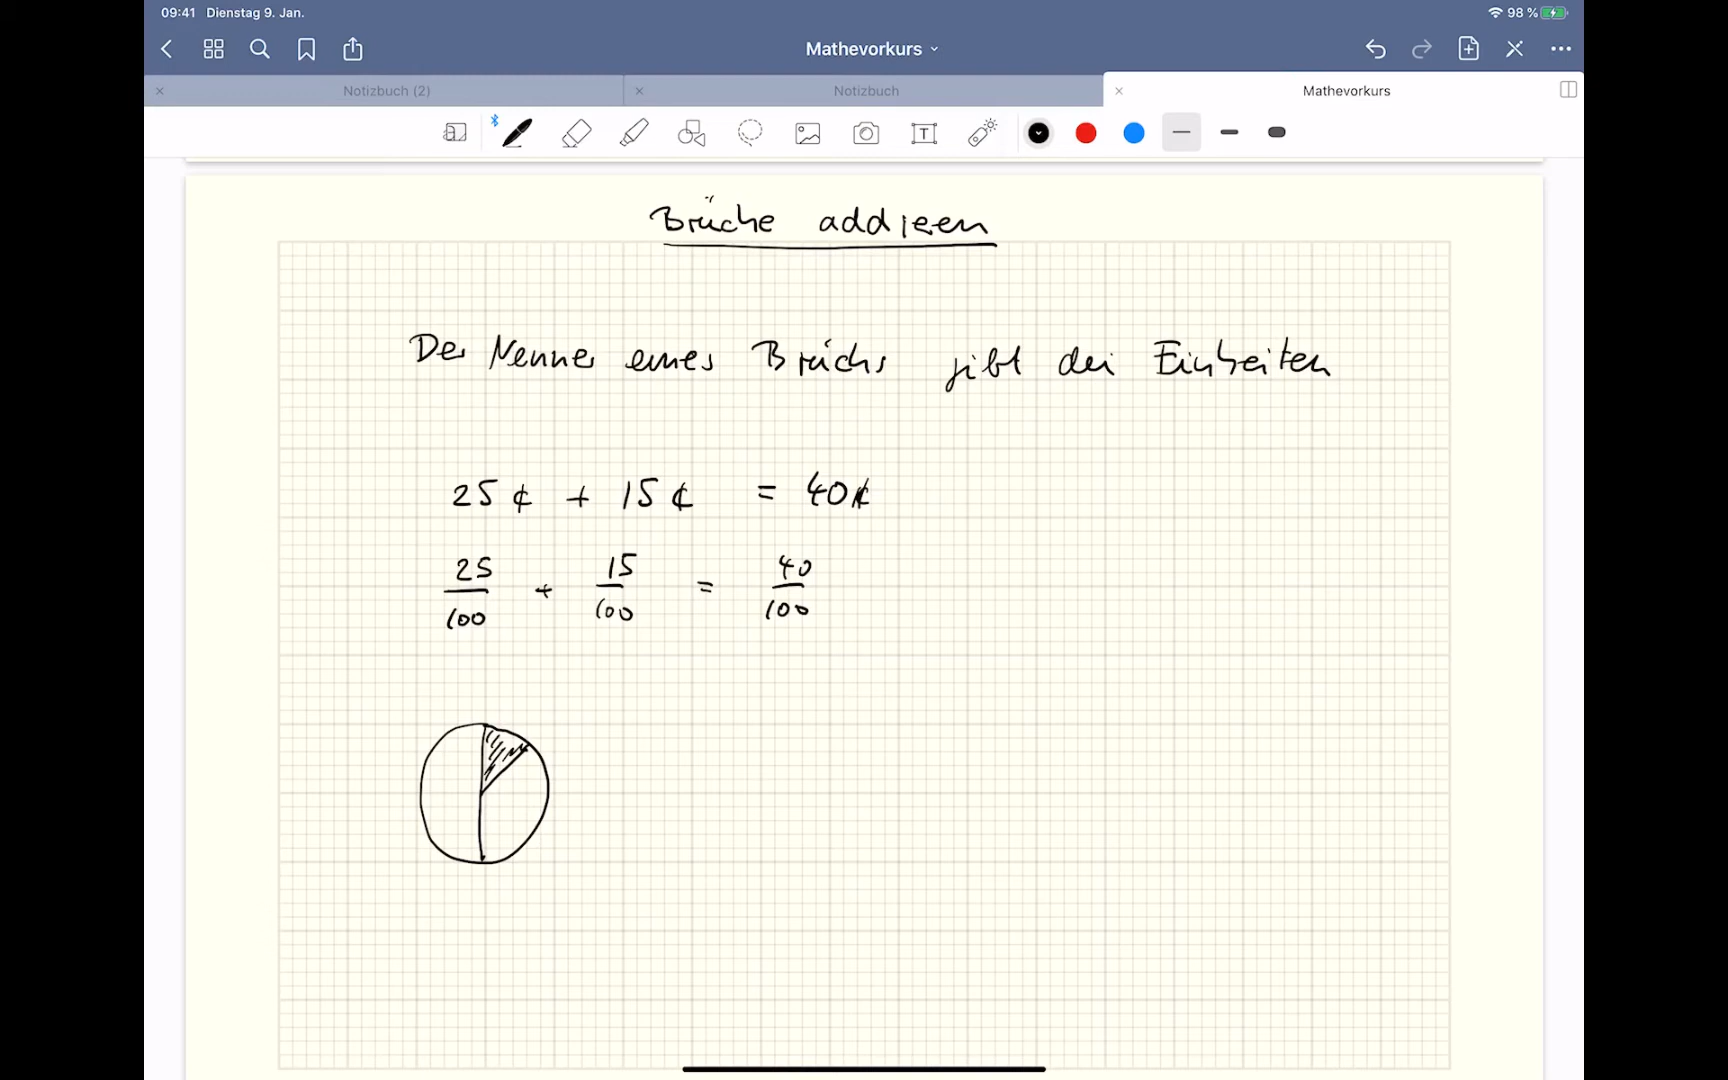 09:41 Dienstag 9. Jan.
98 %
Mathevorkurs
Notizbuch (2)
Notizbuch
Mathevorkurs
Brüche addieren
Der Nenner eines Bruchs gibt die Einheiten
25 ¢ + 15 ¢ = 40 ¢
25/100 + 15/100 = 40/100